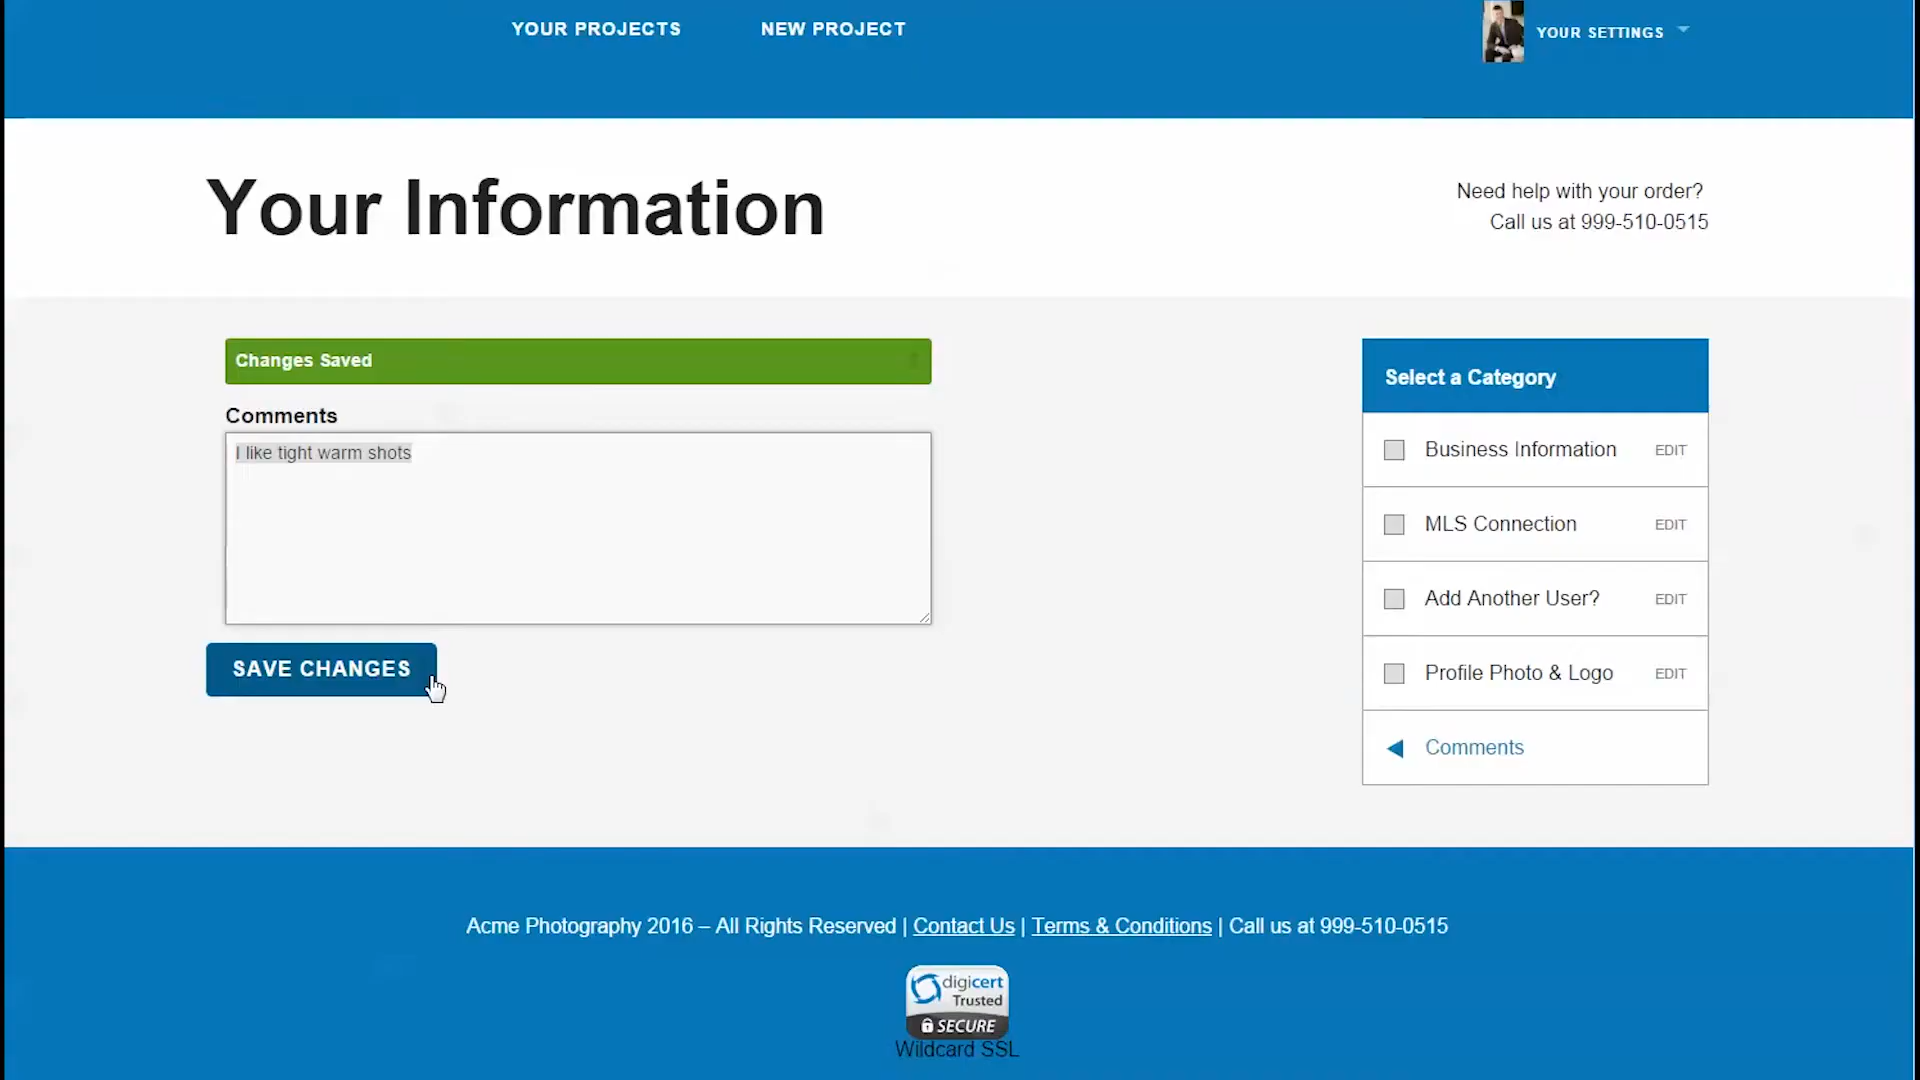 YOUR PROJECTS
NEW PROJECT
YOUR SETTINGS
Your Information
Need help with your order?
Call us at 999-510-0515
Changes Saved
Comments
I like tight warm shots
SAVE CHANGES
Select a Category
Business Information EDIT
MLS Connection EDIT
Add Another User? EDIT
Profile Photo & Logo EDIT
Comments
Acme Photography 2016 – All Rights Reserved | Contact Us | Terms & Conditions | Call us at 999-510-0515
digicert
Trusted
SECURE
Wildcard SSL